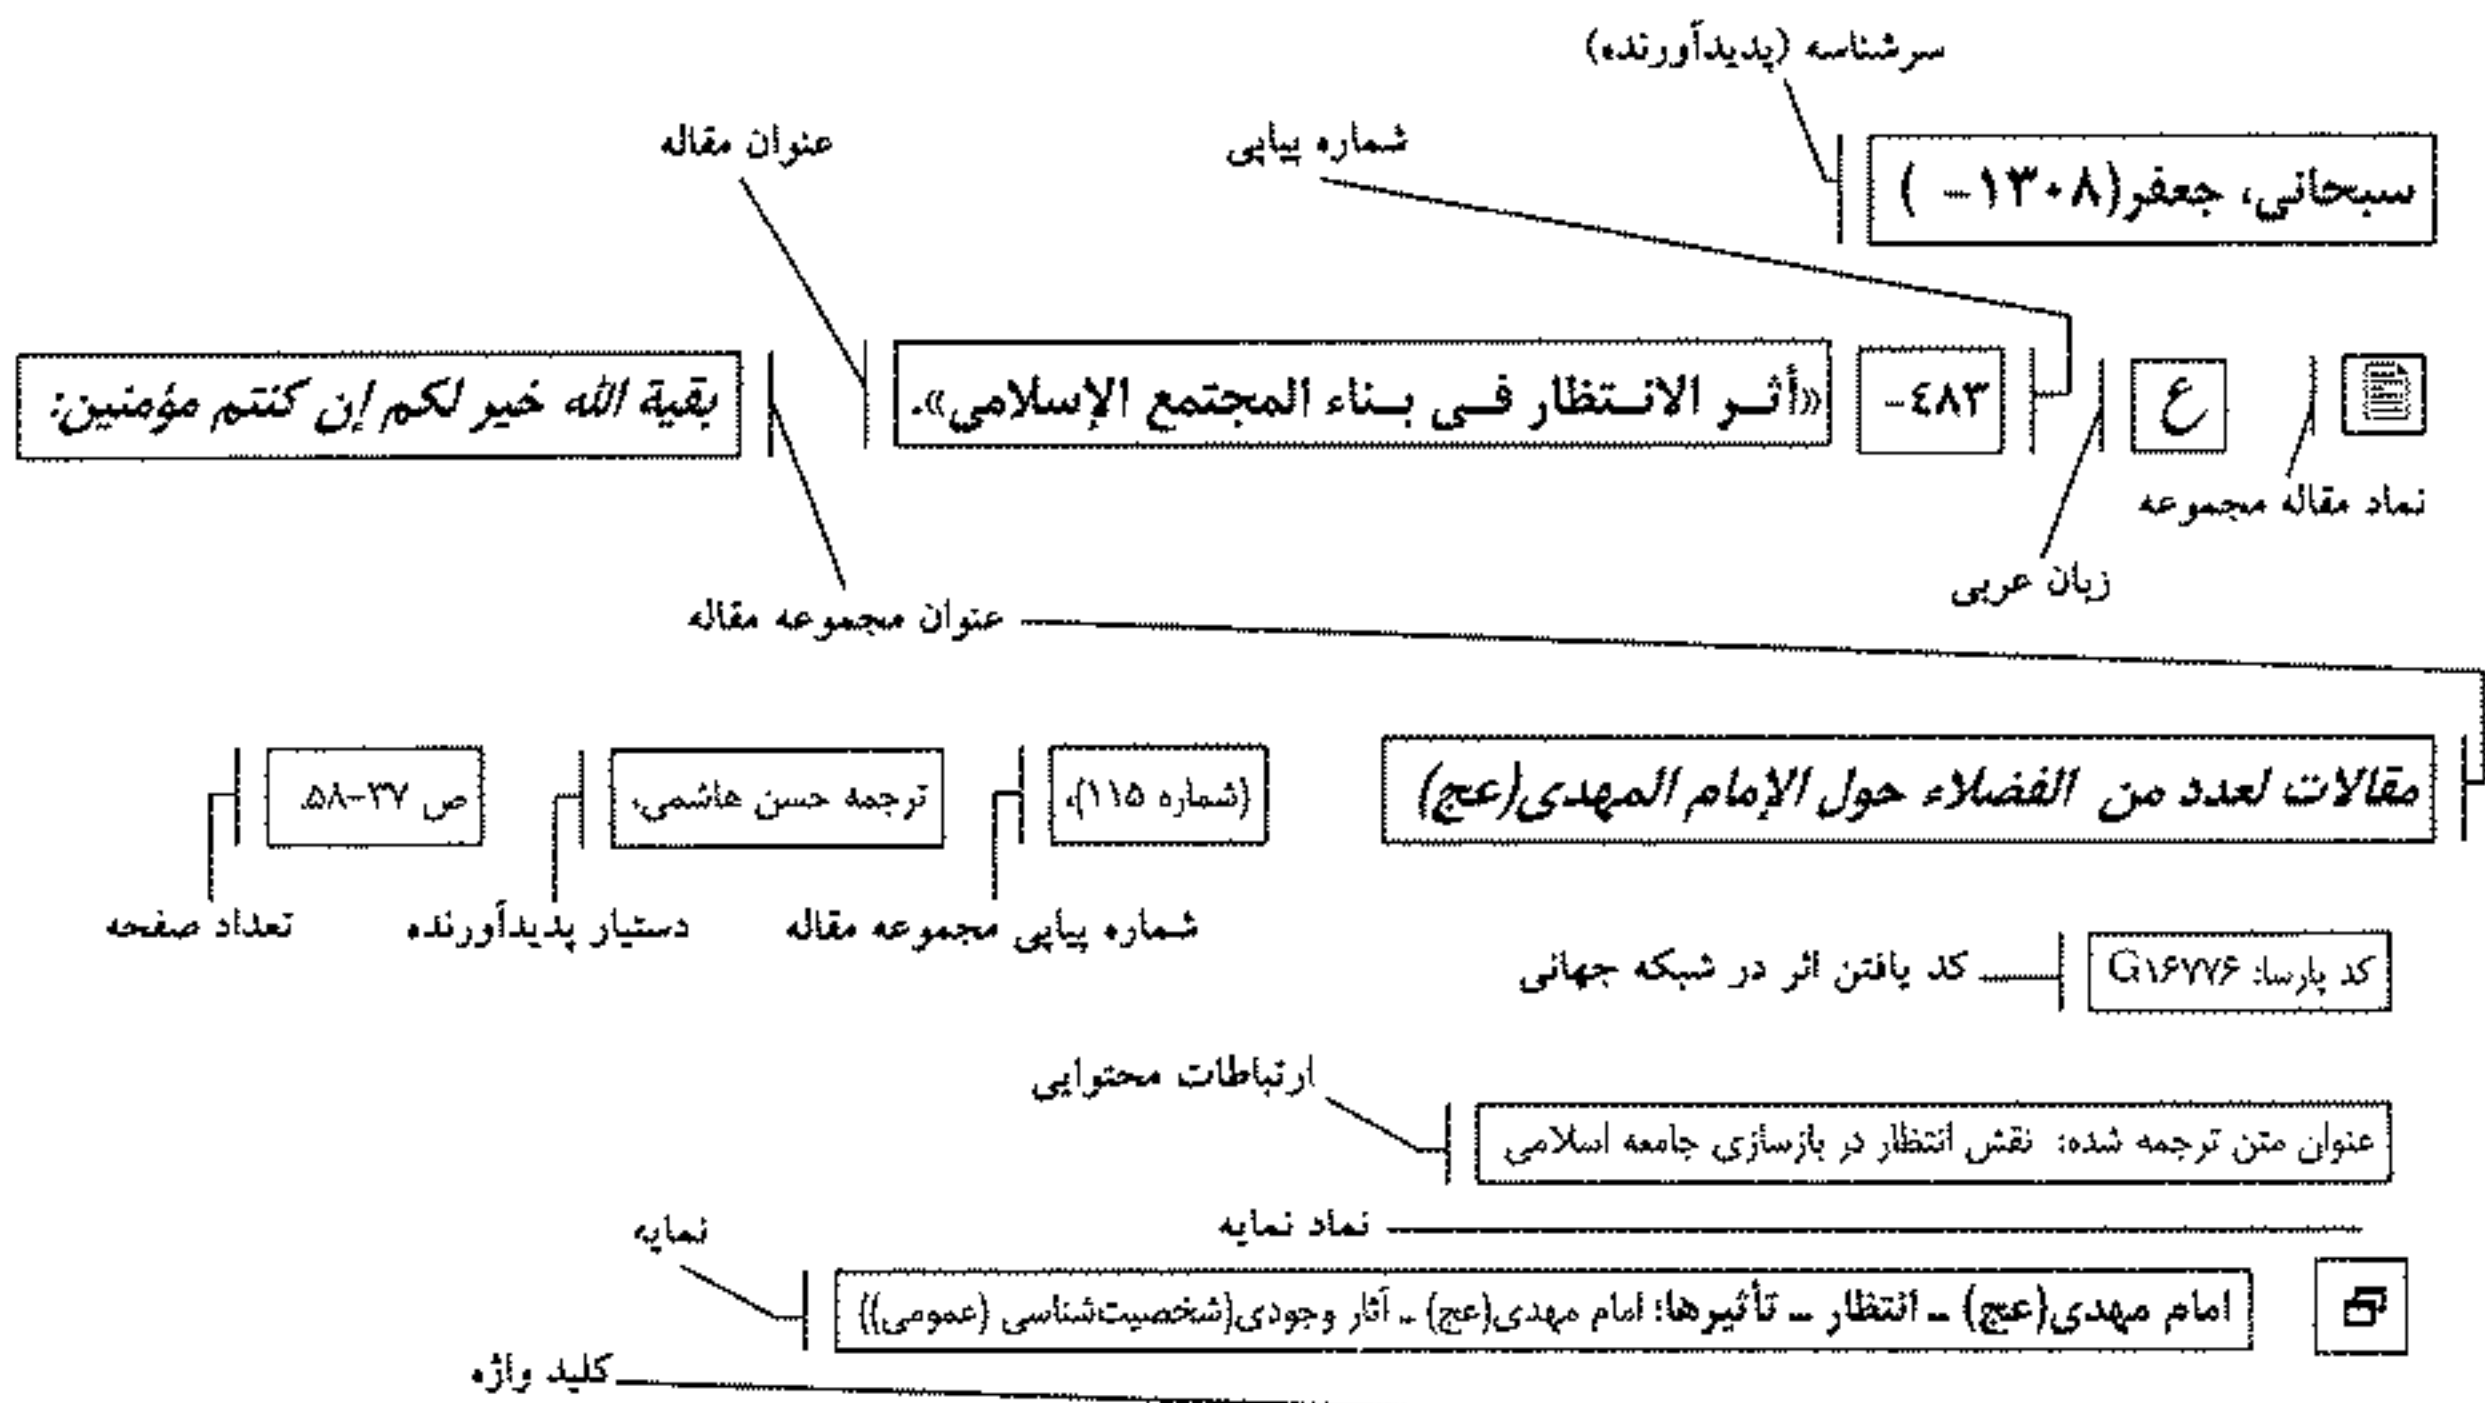 سرشناسه (پدیدآورنده)
عنوان مقاله
شماره پیاپی
سبحانی، جعفر(۱۳۰۸- )
ع
٤٨٣-
«أثـر الانـتظار فـی بـناء المجتمع الإسلامی».
بقیة الله خیر لکم إن کنتم مؤمنین:
نماد مقاله مجموعه
زبان عربی
عنوان مجموعه مقاله
مقالات لعدد من الفضلاء حول الإمام المهدی(عج)
(شماره ۱۱۵)،
ترجمه حسن هاشمی،
ص ۳۷-۵۸.
شماره پیاپی مجموعه مقاله
دستیار پدیدآورنده
تعداد صفحه
کد پارسا: G۱۶۷۷۶
کد یافتن اثر در شبکه جهانی
ارتباطات محتوایی
عنوان متن ترجمه شده: نقش انتظار در بازسازی جامعه اسلامی
نماد نمایه
نمایه
امام مهدی(عج) ـ انتظار ـ تأثیرها: امام مهدی(عج) ـ آثار وجودی(شخصیت‌شناسی (عمومی))
کلید واژه